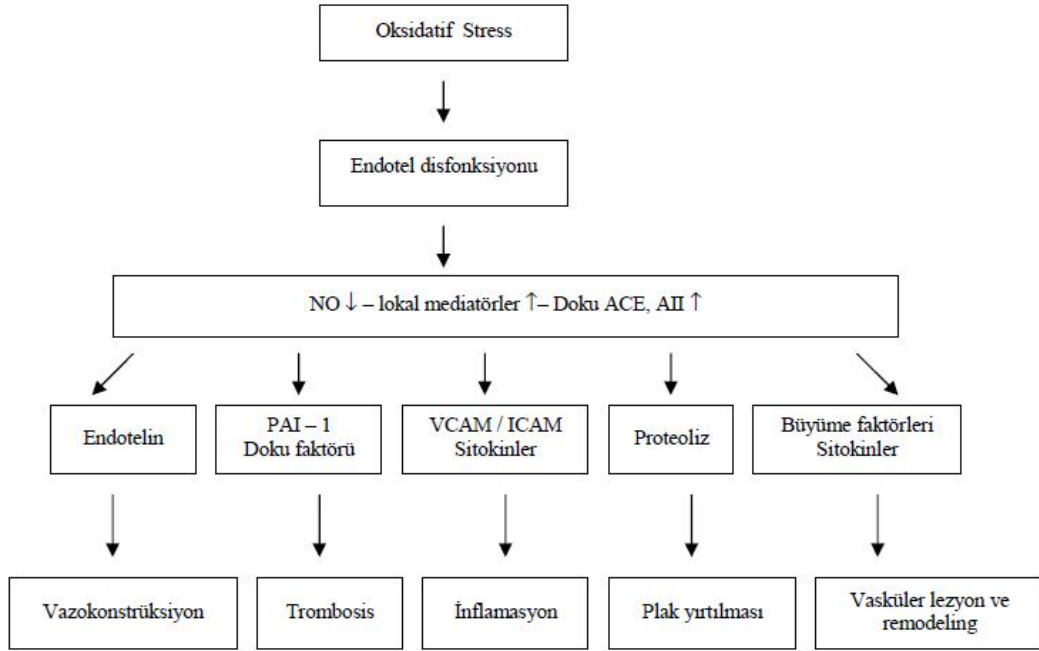 Oksidatif Stress
Endotel disfonksiyonu
NO ↓ – lokal mediatörler ↑– Doku ACE, AII ↑
Endotelin
PAI – 1
Doku faktörü
VCAM / ICAM
Sitokinler
Proteoliz
Büyüme faktörleri
Sitokinler
Vazokonstrüksiyon
Trombosis
İnflamasyon
Plak yırtılması
Vasküler lezyon ve
remodeling